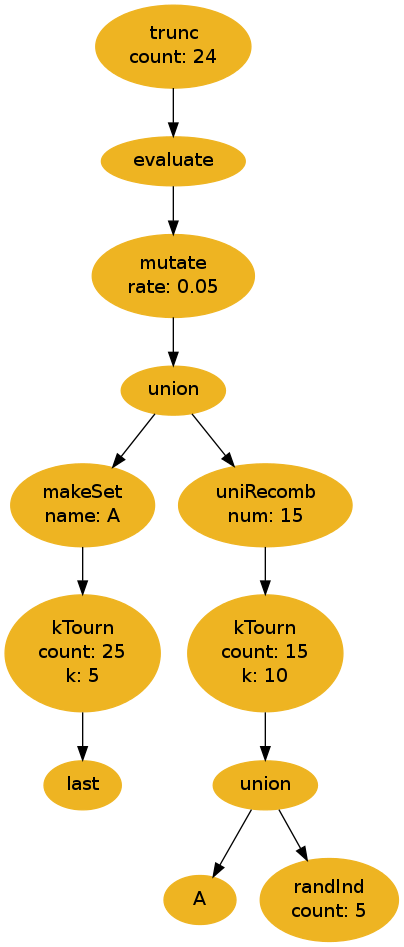 trunc
count: 24
evaluate
mutate
rate: 0.05
union
makeSet
name: A
uniRecomb
num: 15
kTourn
count: 25
k: 5
kTourn
count: 15
k: 10
last
union
A
randInd
count: 5